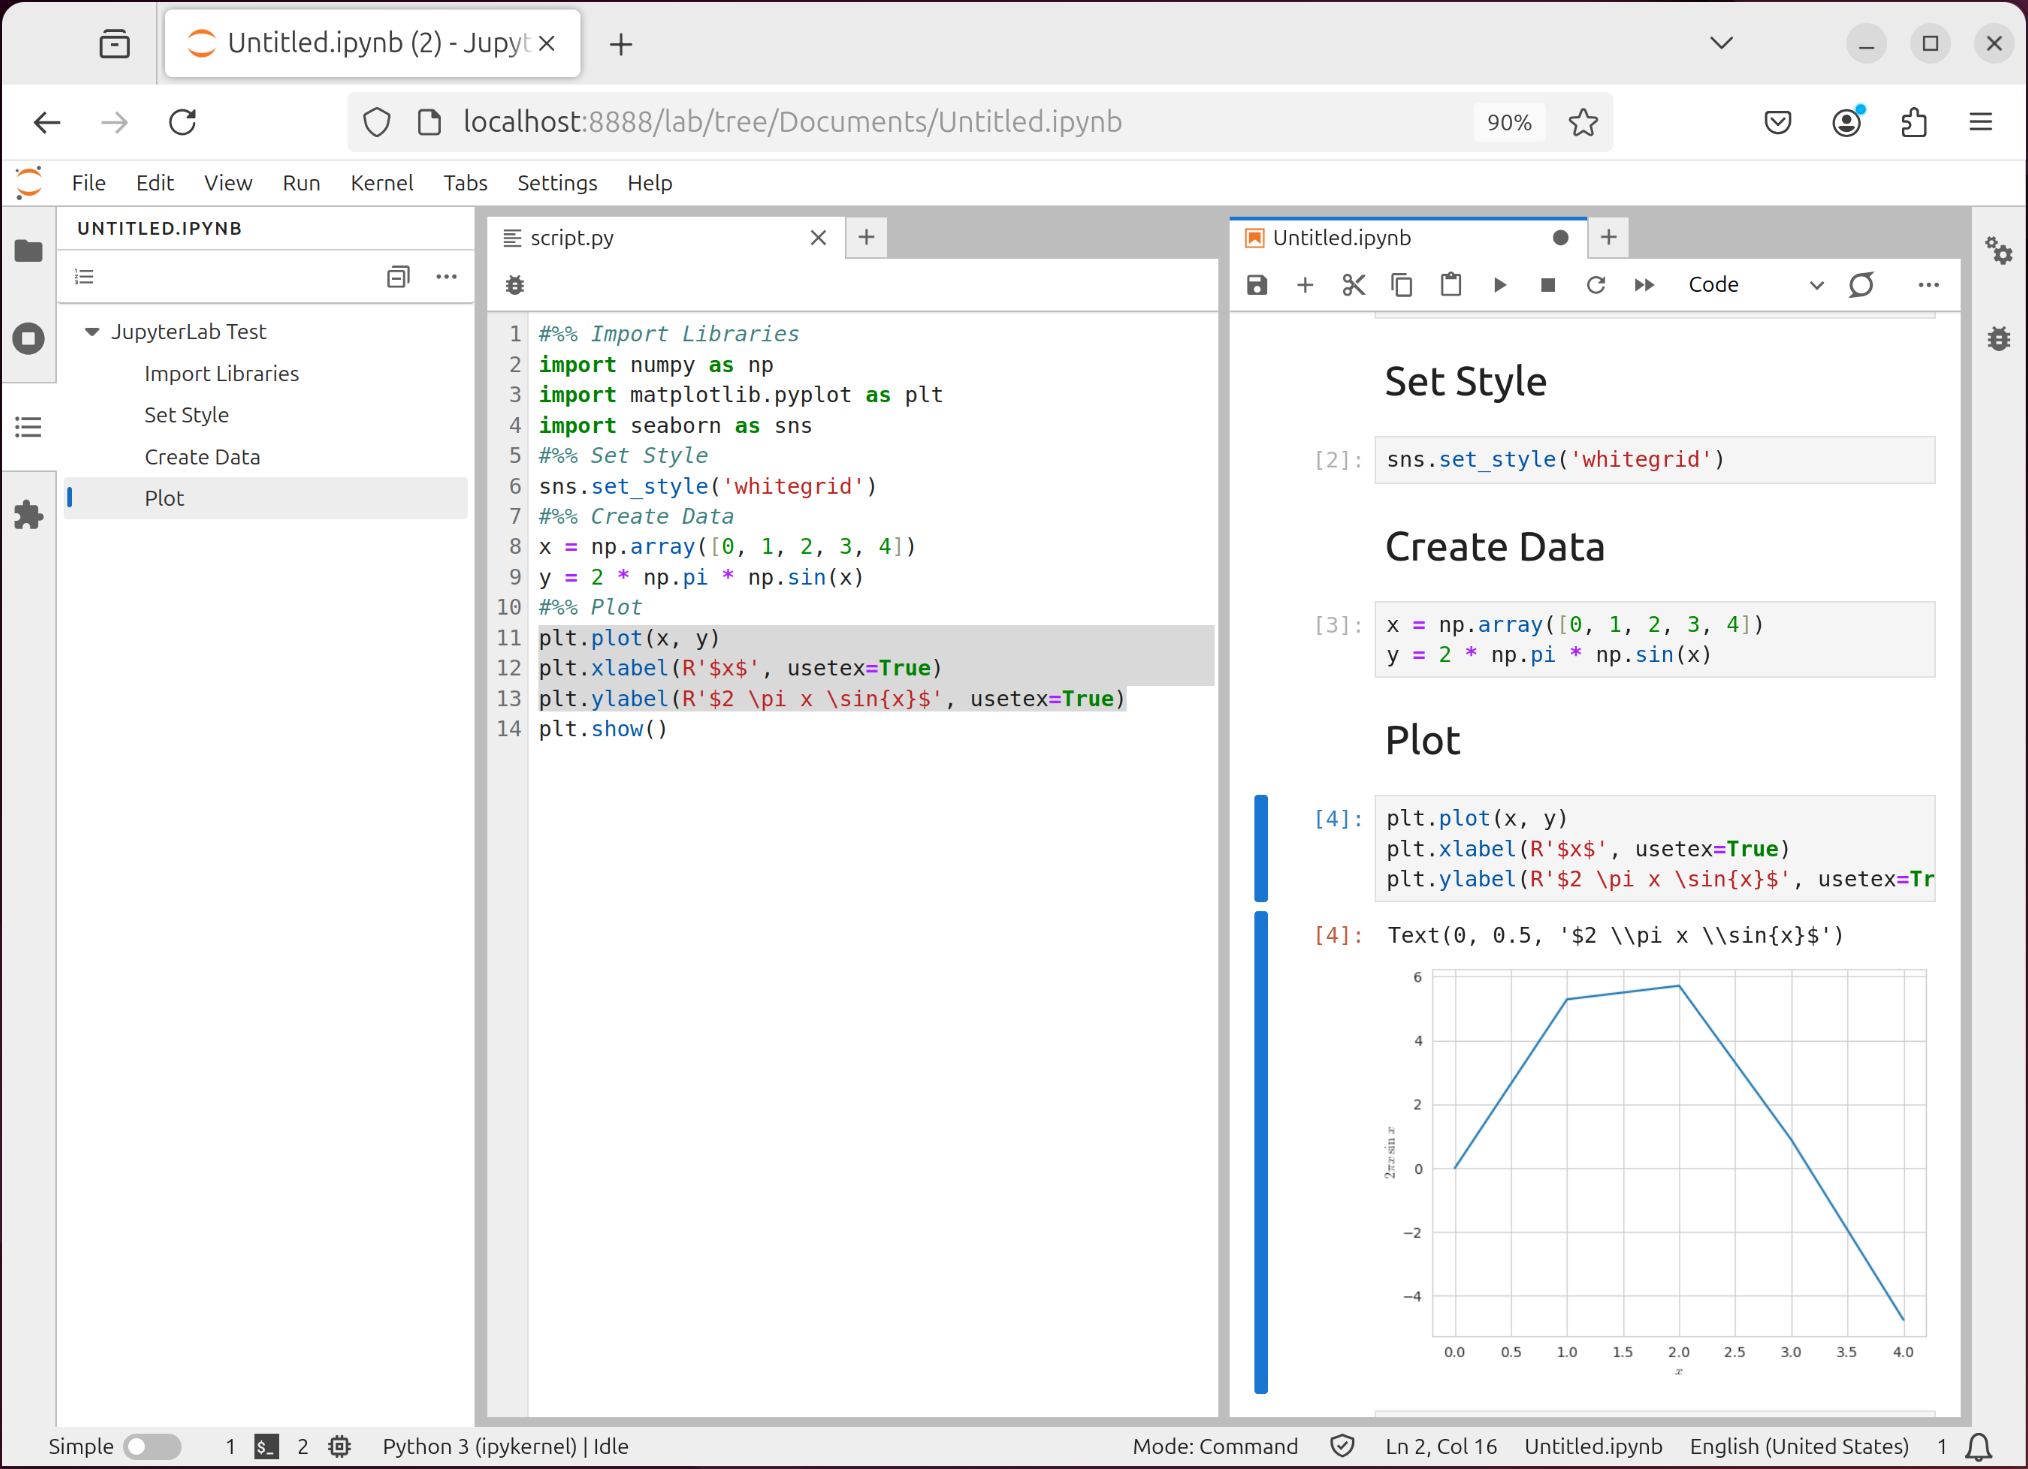 Untitled.ipynb (2) - Jupyt
localhost:8888/lab/tree/Documents/Untitled.ipynb
90%
File Edit View Run Kernel Tabs Settings Help
UNTITLED.IPYNB
JupyterLab Test
Import Libraries
Set Style
Create Data
Plot
script.py
1 #%% Import Libraries
2 import numpy as np
3 import matplotlib.pyplot as plt
4 import seaborn as sns
5 #%% Set Style
6 sns.set_style('whitegrid')
7 #%% Create Data
8 x = np.array([0, 1, 2, 3, 4])
9 y = 2 * np.pi * np.sin(x)
10 #%% Plot
11 plt.plot(x, y)
12 plt.xlabel(R'$x$', usetex=True)
13 plt.ylabel(R'$2 \pi x \sin{x}$', usetex=True)
14 plt.show()
Untitled.ipynb
Code
Set Style
[2]: sns.set_style('whitegrid')
Create Data
[3]: x = np.array([0, 1, 2, 3, 4])
y = 2 * np.pi * np.sin(x)
Plot
[4]: plt.plot(x, y)
plt.xlabel(R'$x$', usetex=True)
plt.ylabel(R'$2 \pi x \sin{x}$', usetex=Tr
[4]: Text(0, 0.5, '$2 \\pi x \\sin{x}$')
6
4
2
0
−2
−4
2πx sin x
0.0 0.5 1.0 1.5 2.0 2.5 3.0 3.5 4.0
x
Simple 1 $_ 2 Python 3 (ipykernel) | Idle Mode: Command Ln 2, Col 16 Untitled.ipynb English (United States) 1